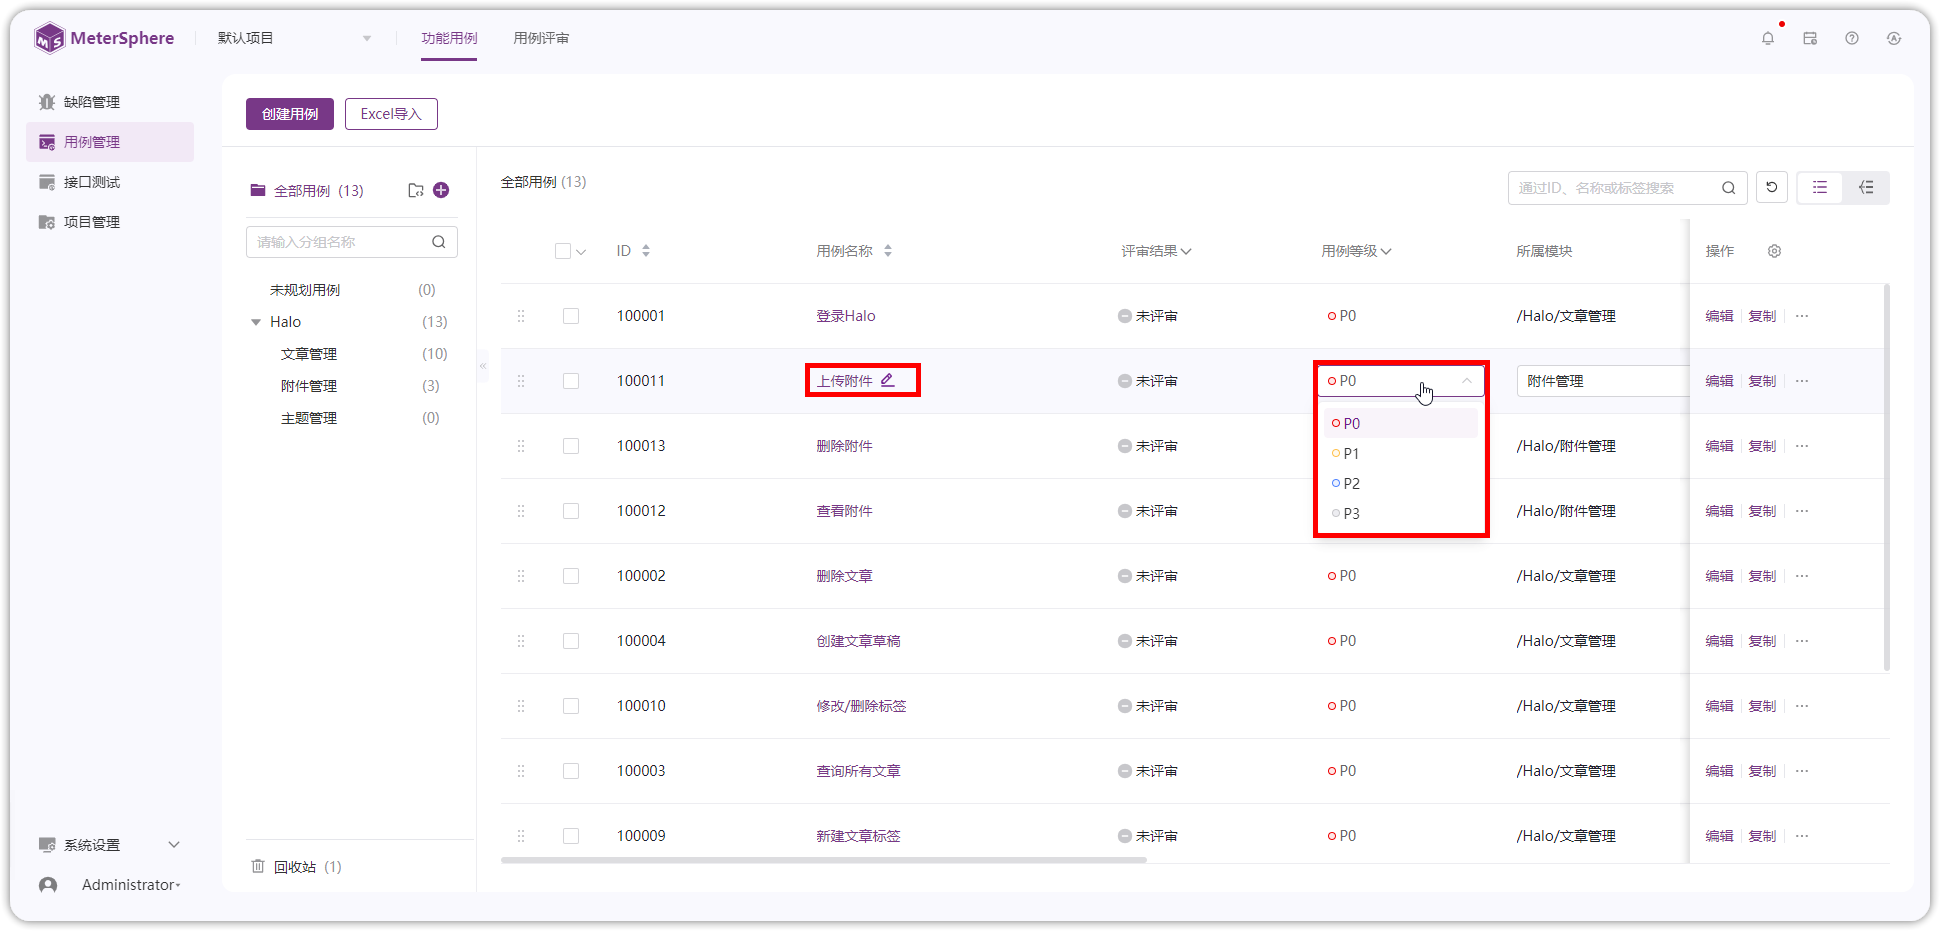 MeterSphere
默认项目
功能用例
用例评审
缺陷管理
用例管理
接口测试
项目管理
系统设置
Administrator
创建用例
Excel导入
全部用例 (13)
请输入分组名称
未规划用例 (0)
Halo (13)
文章管理 (10)
附件管理 (3)
主题管理 (0)
回收站 (1)
全部用例 (13)
通过ID、名称或标签搜索
ID 用例名称 评审结果 用例等级 所属模块 操作
100001 登录Halo 未评审 P0 /Halo/文章管理 编辑 复制 ...
100011 上传附件 未评审 P0 附件管理 编辑 复制 ...
P0
P1
P2
P3
100013 删除附件 未评审 /Halo/附件管理 编辑 复制 ...
100012 查看附件 未评审 /Halo/附件管理 编辑 复制 ...
100002 删除文章 未评审 P0 /Halo/文章管理 编辑 复制 ...
100004 创建文章草稿 未评审 P0 /Halo/文章管理 编辑 复制 ...
100010 修改/删除标签 未评审 P0 /Halo/文章管理 编辑 复制 ...
100003 查询所有文章 未评审 P0 /Halo/文章管理 编辑 复制 ...
100009 新建文章标签 未评审 P0 /Halo/文章管理 编辑 复制 ...